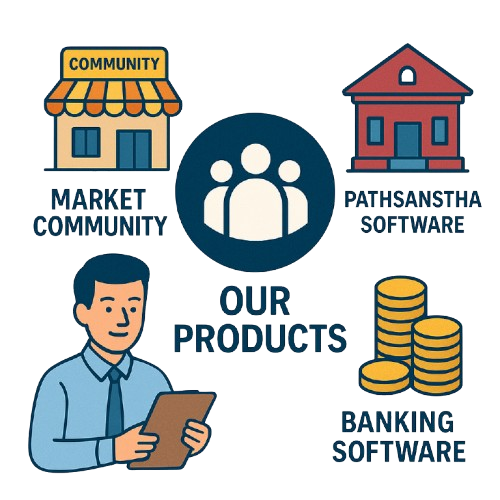 COMMUNITY
MARKET
COMMUNITY
PATHSANSTHA
SOFTWARE
OUR
PRODUCTS
BANKING
SOFTWARE